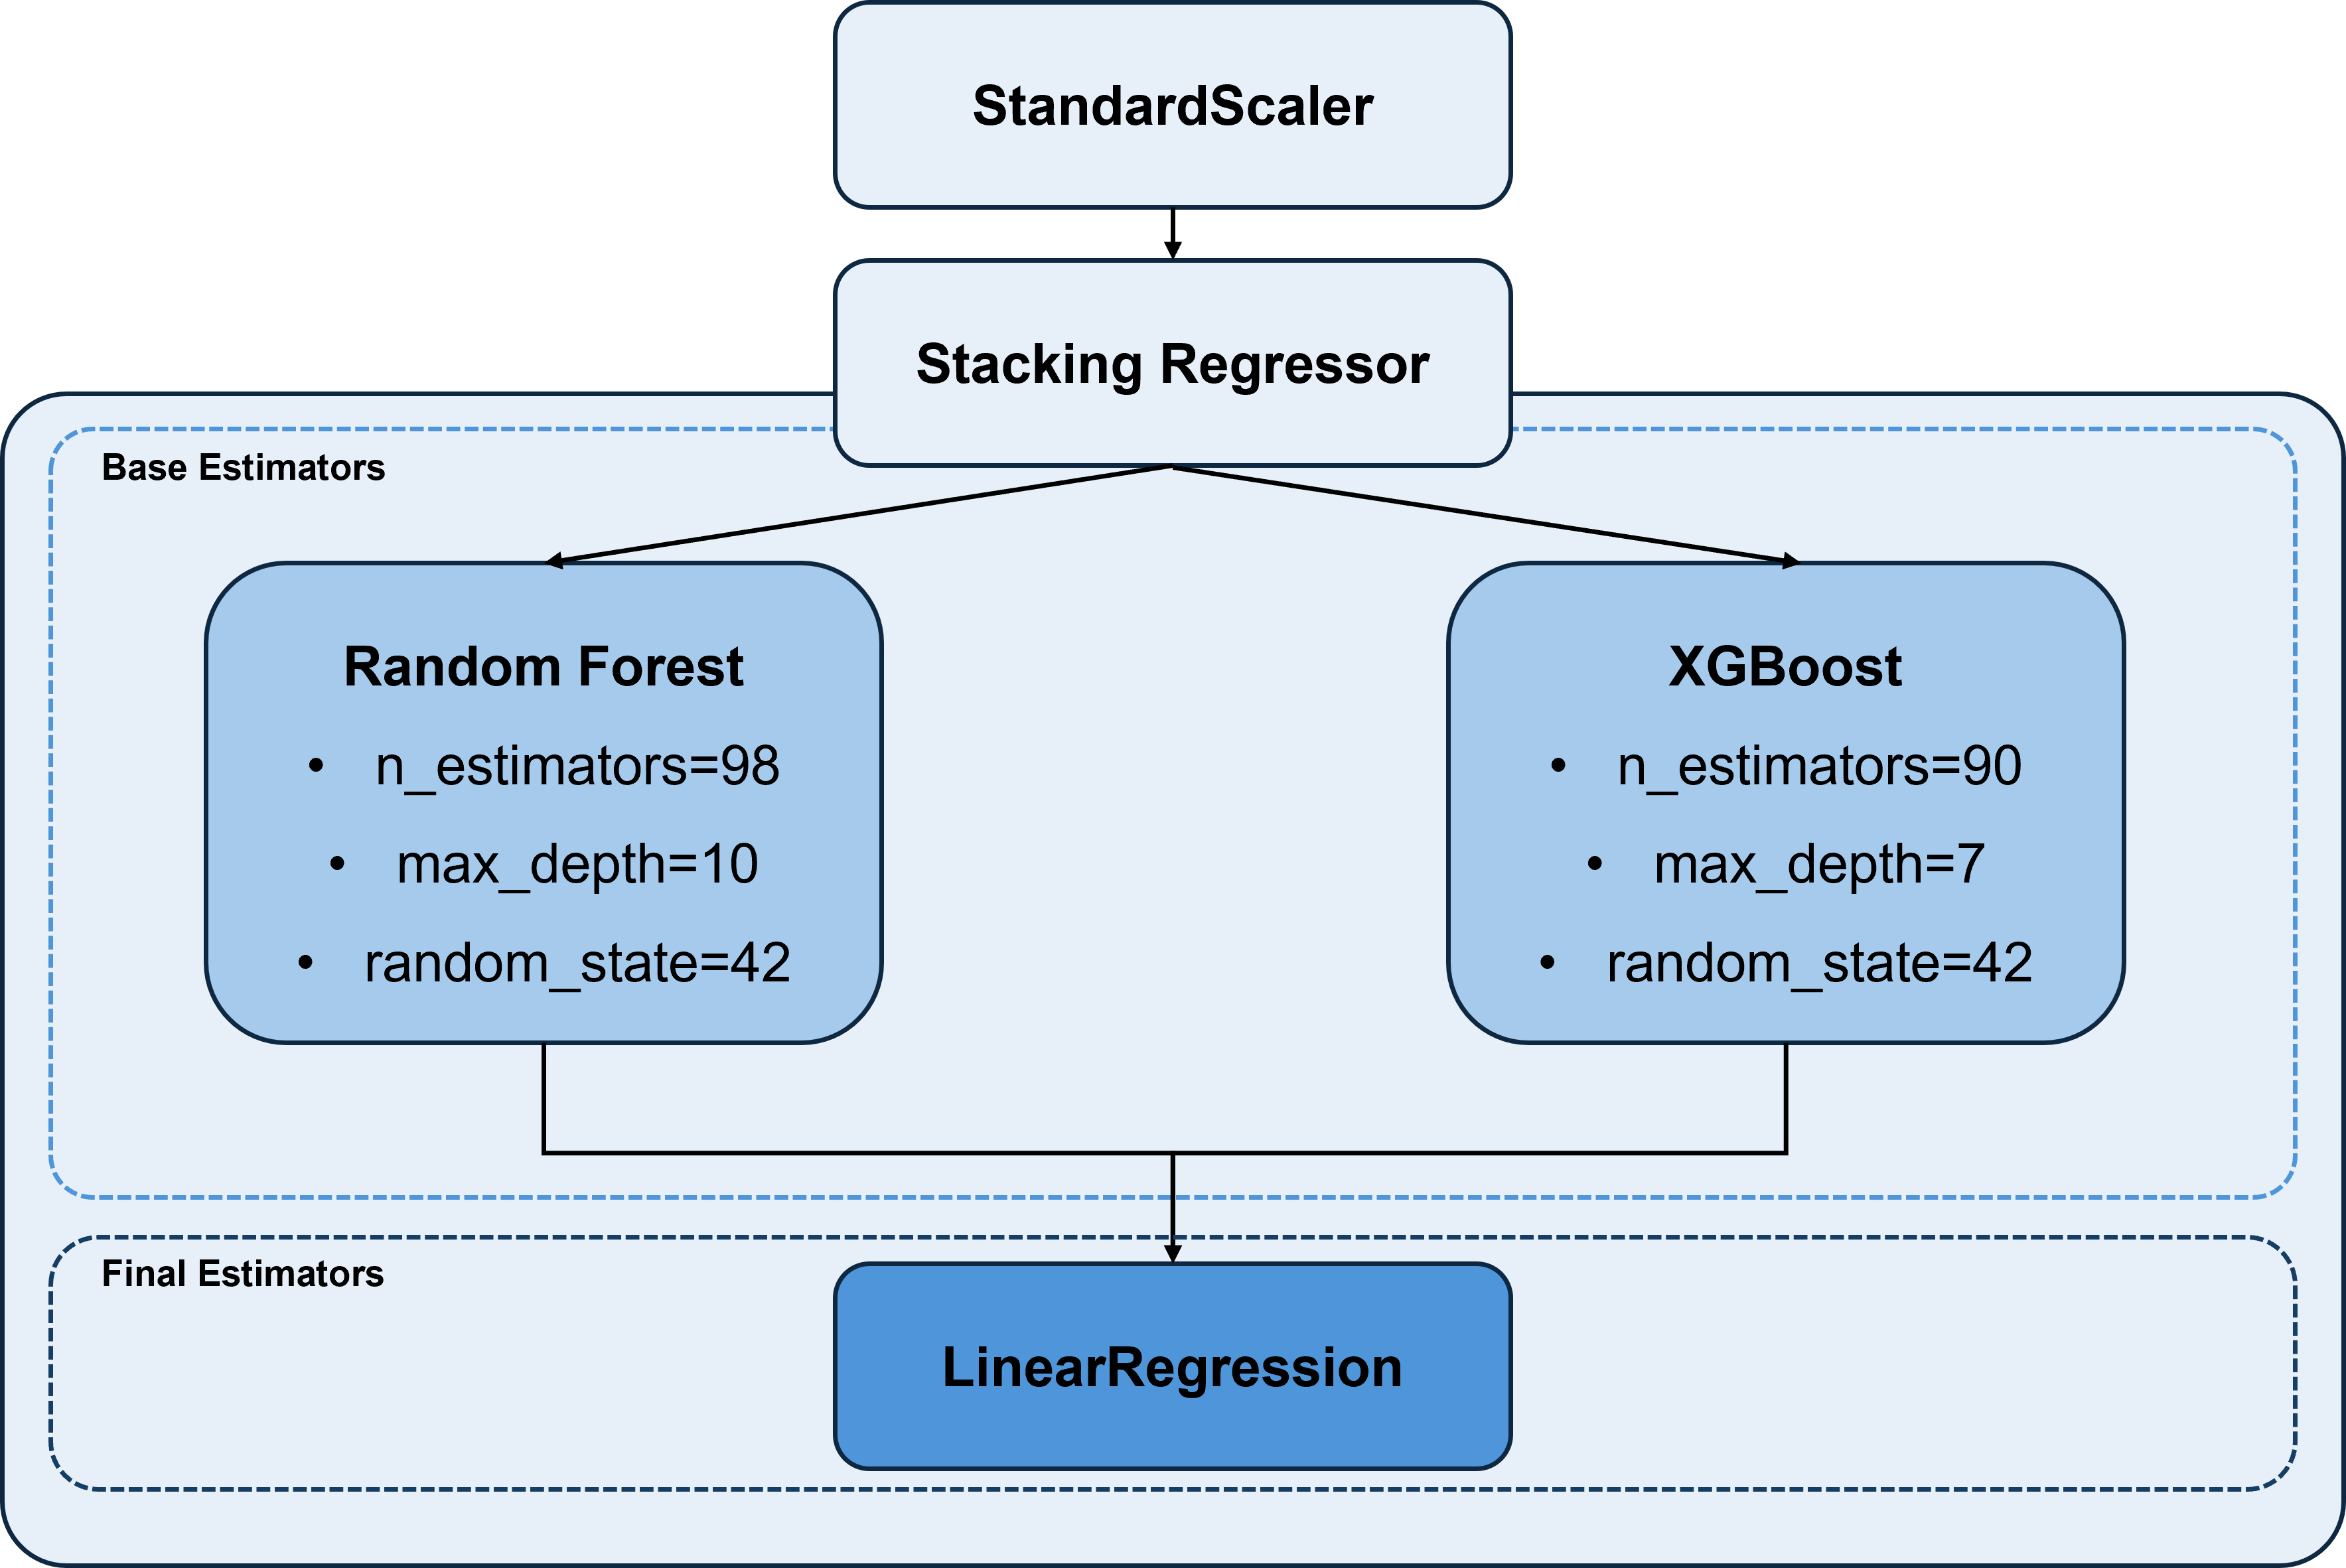 StandardScaler
Stacking Regressor
Base Estimators
Random Forest
• n_estimators=98
• max_depth=10
• random_state=42
XGBoost
• n_estimators=90
• max_depth=7
• random_state=42
Final Estimators
LinearRegression